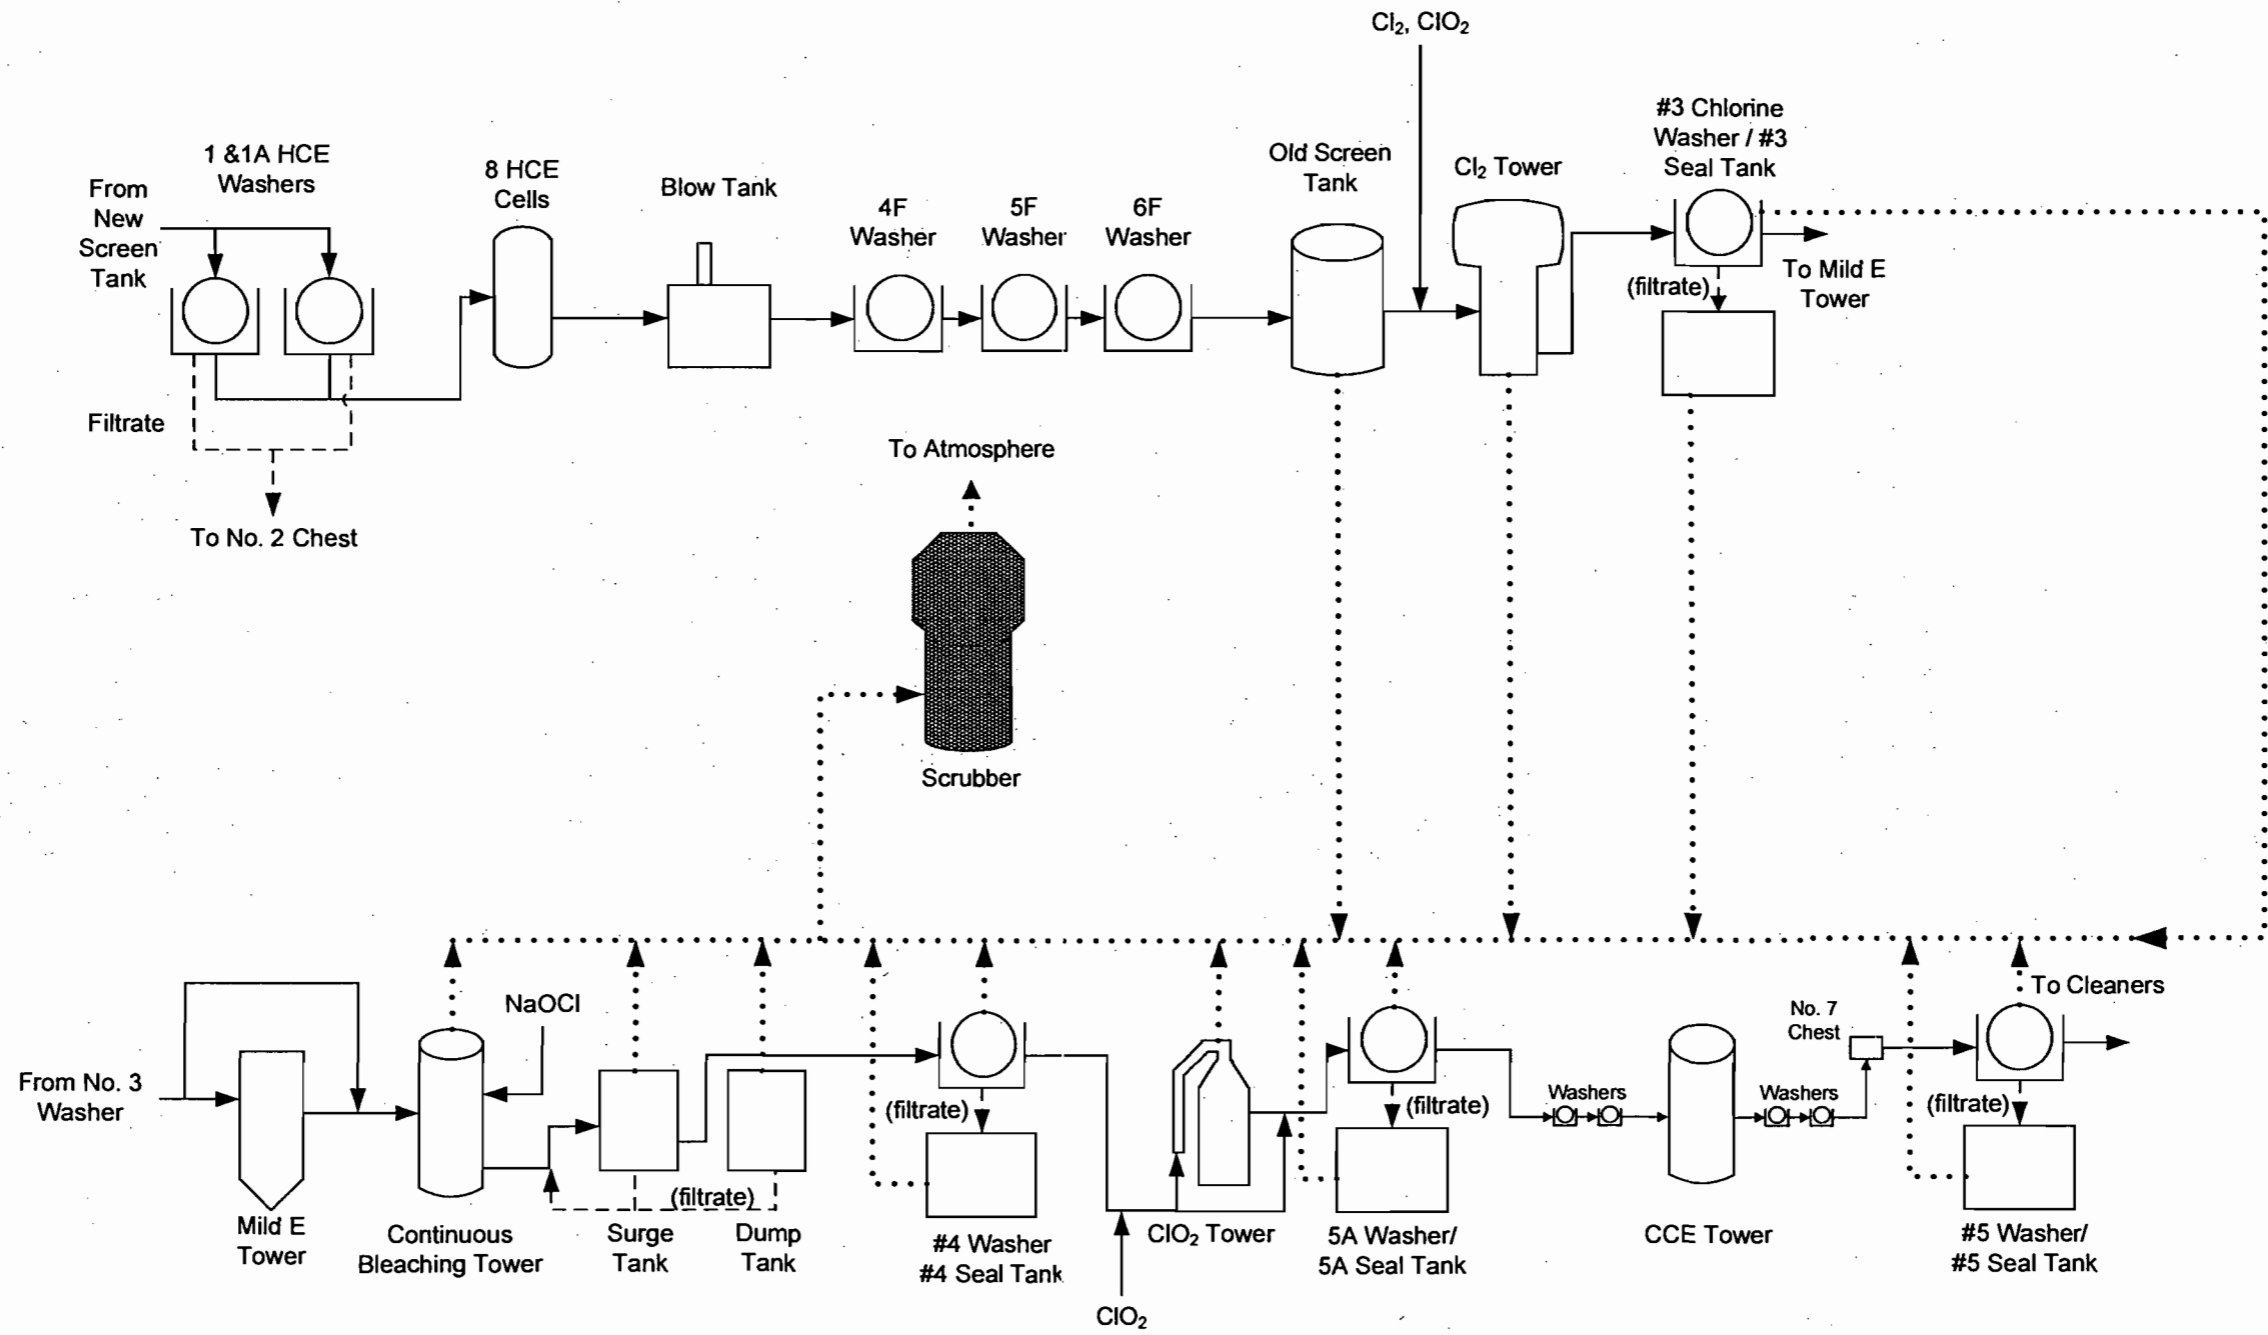 Cl₂, ClO₂
1 &1A HCE
Washers
From
New
Screen
Tank
8 HCE
Cells
Blow Tank
4F
Washer
5F
Washer
6F
Washer
Old Screen
Tank
Cl₂ Tower
#3 Chlorine
Washer / #3
Seal Tank
(filtrate)
To Mild E
Tower
Filtrate
To No. 2 Chest
To Atmosphere
Scrubber
From No. 3
Washer
Mild E
Tower
NaOCl
Continuous
Bleaching Tower
(filtrate)
Surge
Tank
Dump
Tank
(filtrate)
#4 Washer
#4 Seal Tank
ClO₂
ClO₂ Tower
(filtrate)
5A Washer/
5A Seal Tank
Washers
CCE Tower
Washers
No. 7
Chest
To Cleaners
(filtrate)
#5 Washer/
#5 Seal Tank